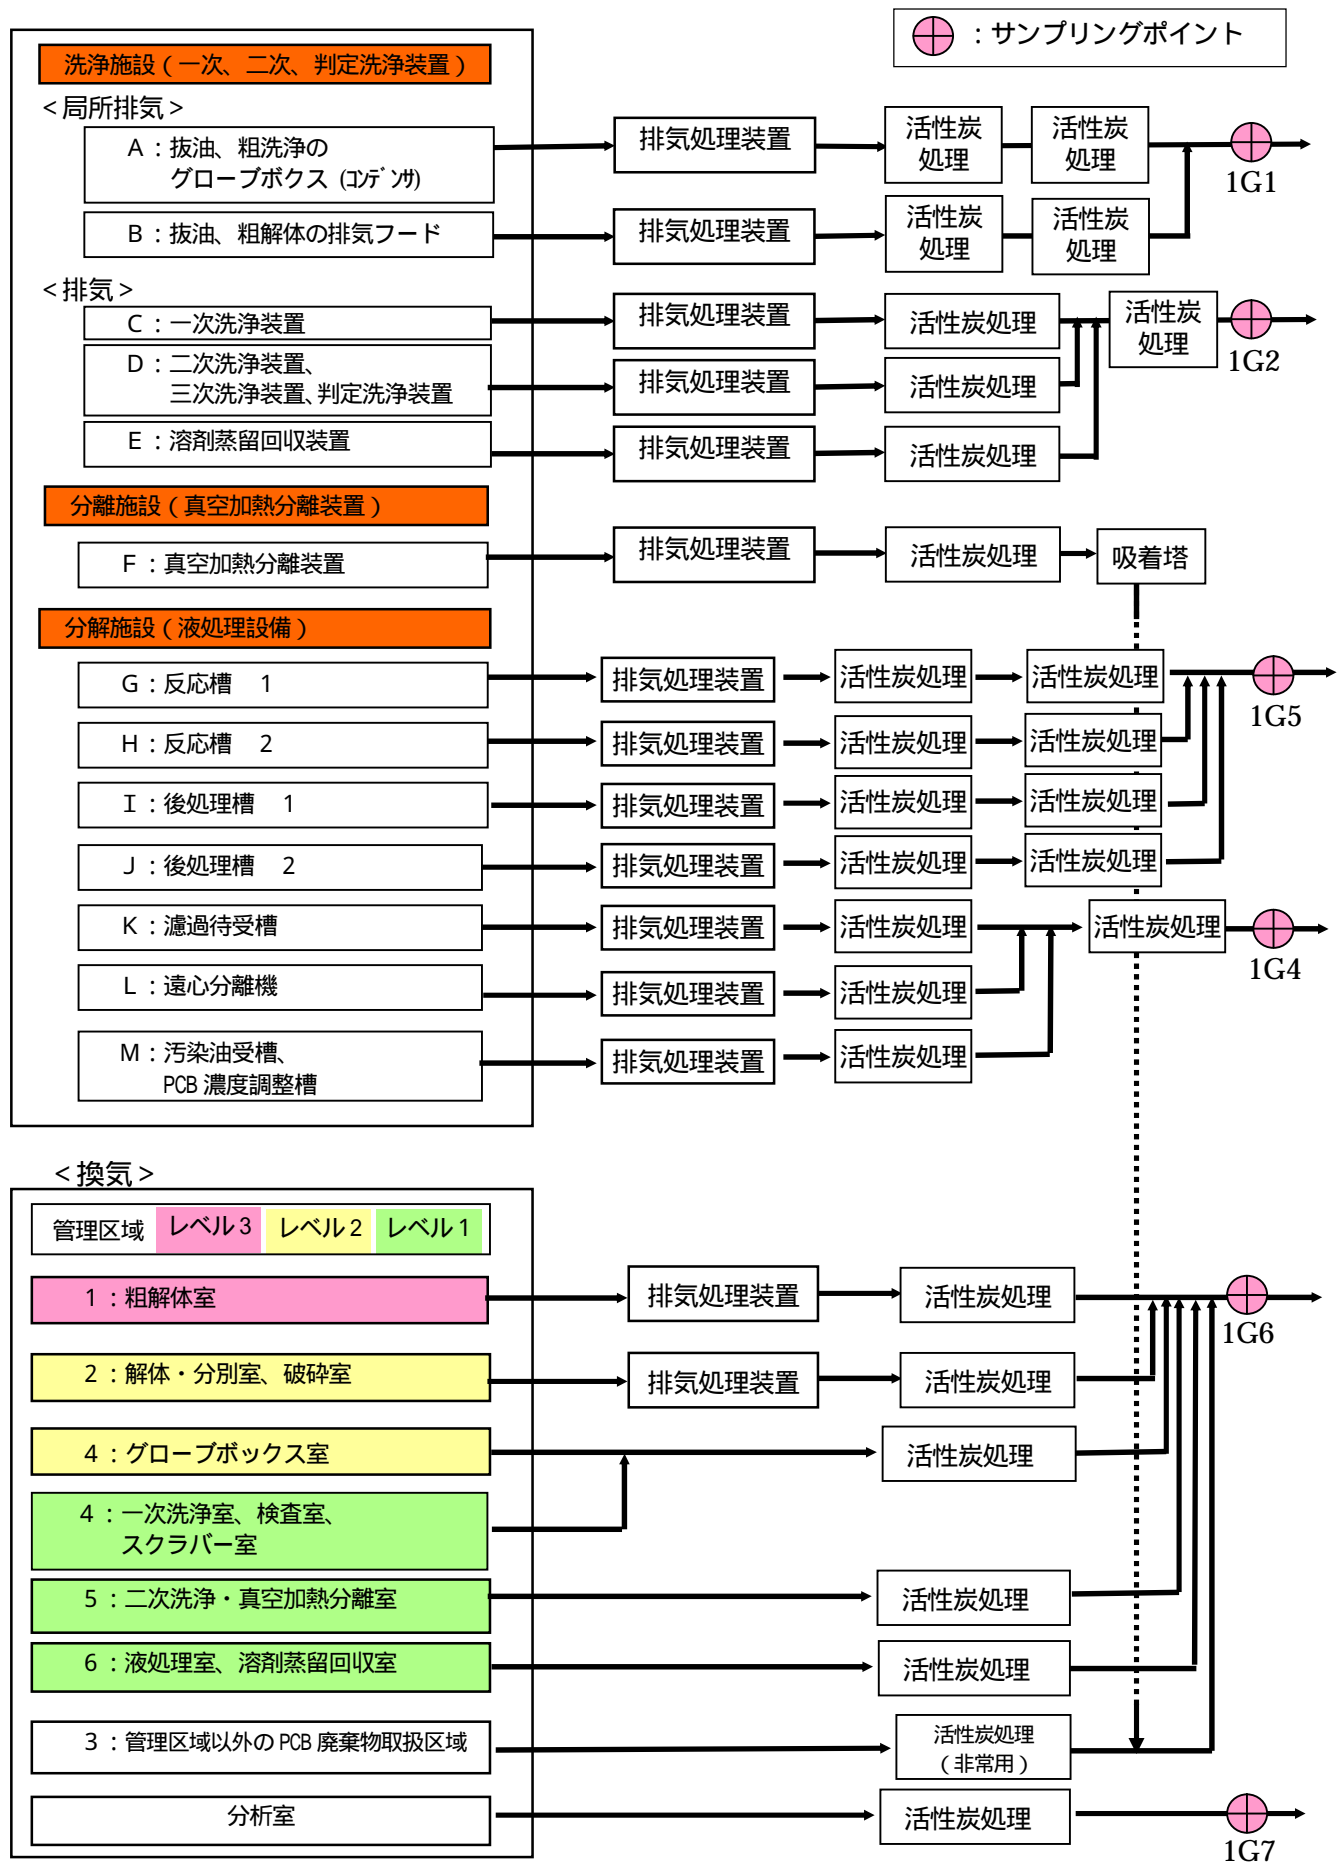 ：サンプリングポイント
洗浄施設（一次、二次、判定洗浄装置）
＜局所排気＞
A：抜油、粗洗浄の
グローブボクス (ｺﾝﾃﾞﾝｻ)
排気処理装置
活性炭
処理
活性炭
処理
1G1
B：抜油、粗解体の排気フード
排気処理装置
活性炭
処理
活性炭
処理
＜排気＞
C：一次洗浄装置
排気処理装置
活性炭処理
活性炭
処理
1G2
D：二次洗浄装置、
三次洗浄装置、判定洗浄装置
排気処理装置
活性炭処理
E：溶剤蒸留回収装置
排気処理装置
活性炭処理
分離施設（真空加熱分離装置）
F：真空加熱分離装置
排気処理装置
活性炭処理
吸着塔
分解施設（液処理設備）
G：反応槽　1
排気処理装置
活性炭処理
活性炭処理
1G5
H：反応槽　2
排気処理装置
活性炭処理
活性炭処理
I：後処理槽　1
排気処理装置
活性炭処理
活性炭処理
J：後処理槽　2
排気処理装置
活性炭処理
活性炭処理
K：濾過待受槽
排気処理装置
活性炭処理
活性炭処理
1G4
L：遠心分離機
排気処理装置
活性炭処理
M：汚染油受槽、
PCB 濃度調整槽
排気処理装置
活性炭処理
＜換気＞
管理区域 レベル3 レベル2 レベル1
1：粗解体室
排気処理装置
活性炭処理
1G6
2：解体・分別室、破砕室
排気処理装置
活性炭処理
4：グローブボックス室
活性炭処理
4：一次洗浄室、検査室、
スクラバー室
5：二次洗浄・真空加熱分離室
活性炭処理
6：液処理室、溶剤蒸留回収室
活性炭処理
3：管理区域以外の PCB 廃棄物取扱区域
活性炭処理
（非常用）
分析室
活性炭処理
1G7